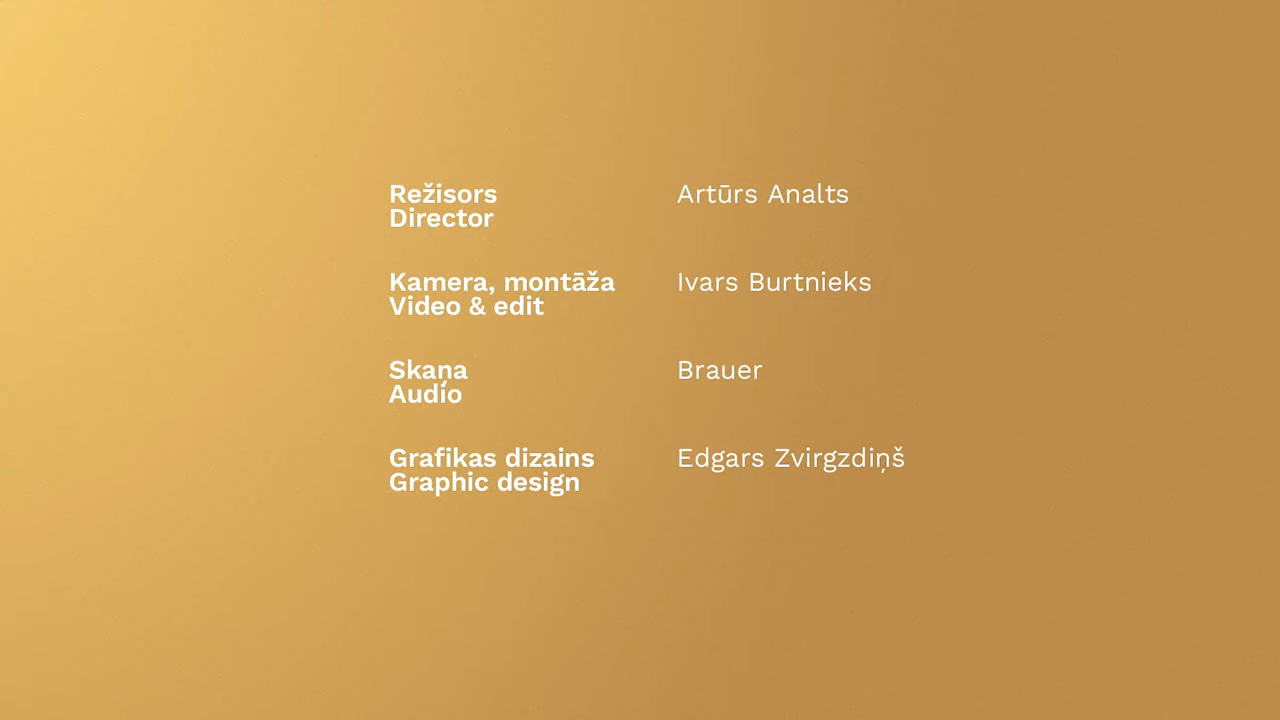 Režisors
Director
Artūrs Analts
Kamera, montāža
Video & edit
Ivars Burtnieks
Skaņa
Audio
Brauer
Grafikas dizains
Graphic design
Edgars Zvirgzdiņš